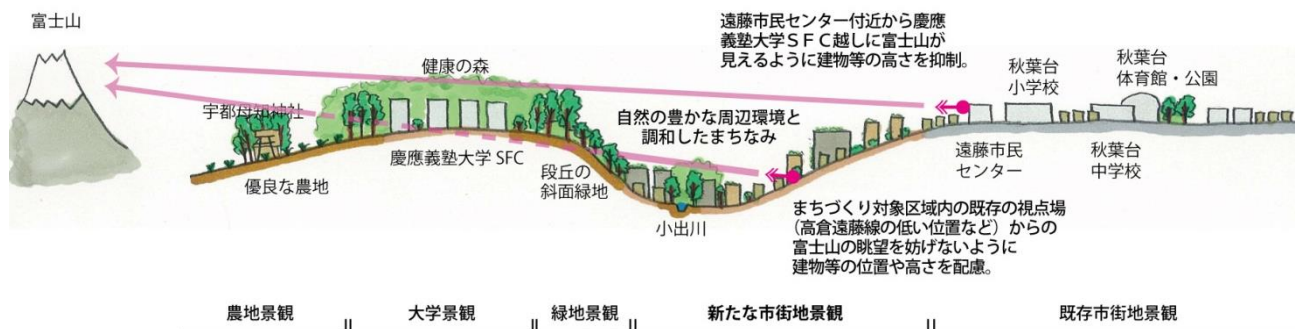 富士山
遠藤市民センター付近から慶應
義塾大学ＳＦＣ越しに富士山が
見えるように建物等の高さを抑制。
健康の森
秋葉台
小学校
秋葉台
体育館・公園
宇都母知神社
自然の豊かな周辺環境と
調和したまちなみ
慶應義塾大学 SFC
優良な農地
段丘の
斜面緑地
小出川
遠藤市民
センター
秋葉台
中学校
まちづくり対象区域内の既存の視点場
（高倉遠藤線の低い位置など）からの
富士山の眺望を妨げないように
建物等の位置や高さを配慮。
農地景観
大学景観
緑地景観
新たな市街地景観
既存市街地景観